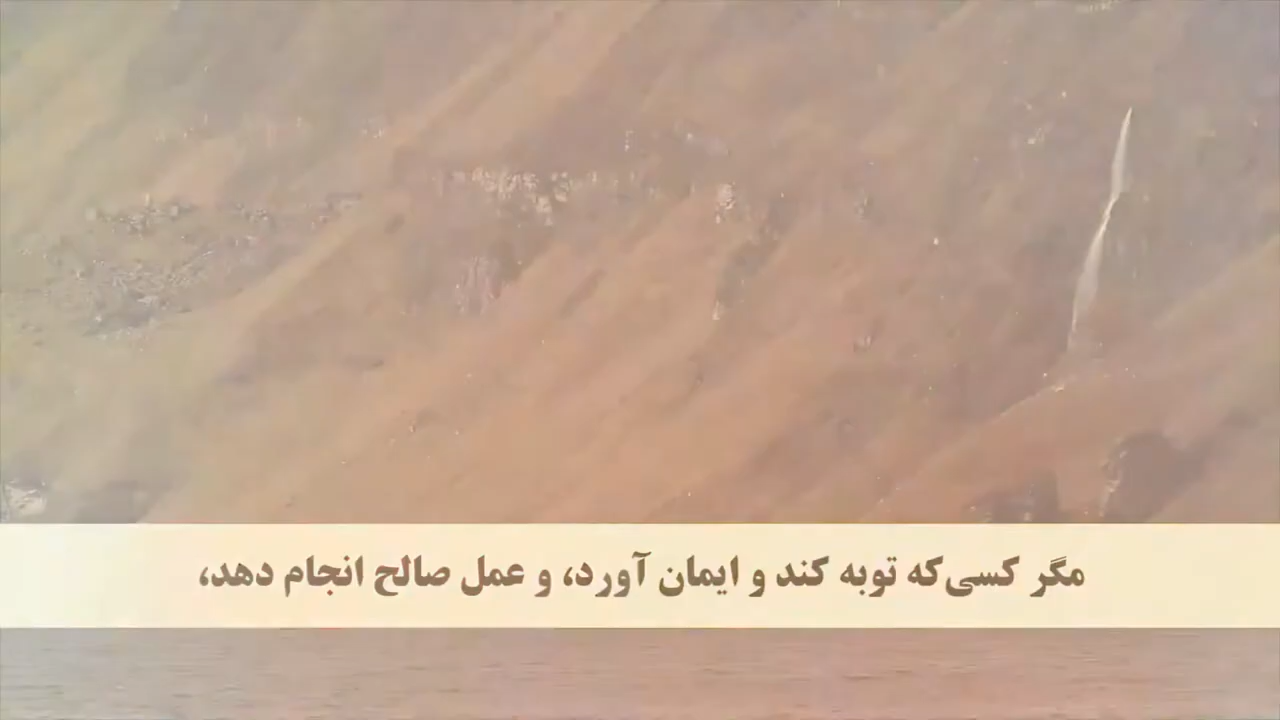 مگر کسی‌که توبه کند و ایمان آورد، و عمل صالح انجام دهد،